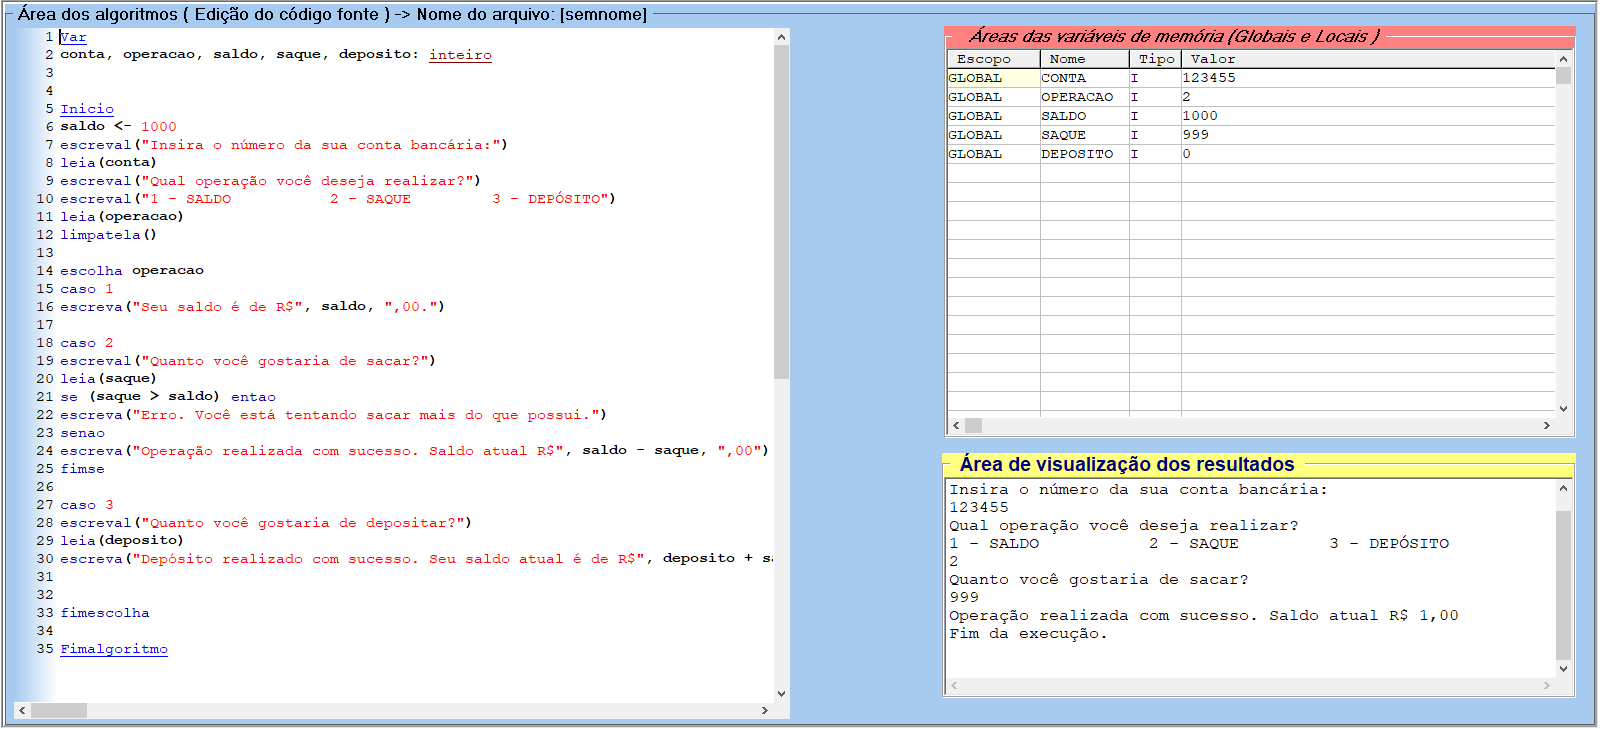 Área dos algoritmos ( Edição do código fonte ) -> Nome do arquivo: [semnome]
1 Var
2 conta, operacao, saldo, saque, deposito: inteiro
3
4
5 Inicio
6 saldo <- 1000
7 escreval("Insira o número da sua conta bancária:")
8 leia(conta)
9 escreval("Qual operação você deseja realizar?")
10 escreval("1 - SALDO           2 - SAQUE         3 - DEPÓSITO")
11 leia(operacao)
12 limpatela()
13
14 escolha operacao
15 caso 1
16 escreva("Seu saldo é de R$", saldo, ",00.")
17
18 caso 2
19 escreval("Quanto você gostaria de sacar?")
20 leia(saque)
21 se (saque > saldo) entao
22 escreva("Erro. Você está tentando sacar mais do que possui.")
23 senao
24 escreva("Operação realizada com sucesso. Saldo atual R$", saldo - saque, ",00")
25 fimse
26
27 caso 3
28 escreval("Quanto você gostaria de depositar?")
29 leia(deposito)
30 escreva("Depósito realizado com sucesso. Seu saldo atual é de R$", deposito + sa
31
32
33 fimescolha
34
35 Fimalgoritmo
Áreas das variáveis de memória (Globais e Locais )
Escopo Nome Tipo Valor
GLOBAL CONTA I 123455
GLOBAL OPERACAO I 2
GLOBAL SALDO I 1000
GLOBAL SAQUE I 999
GLOBAL DEPOSITO I 0
Área de visualização dos resultados
Insira o número da sua conta bancária:
123455
Qual operação você deseja realizar?
1 - SALDO            2 - SAQUE          3 - DEPÓSITO
2
Quanto você gostaria de sacar?
999
Operação realizada com sucesso. Saldo atual R$ 1,00
Fim da execução.